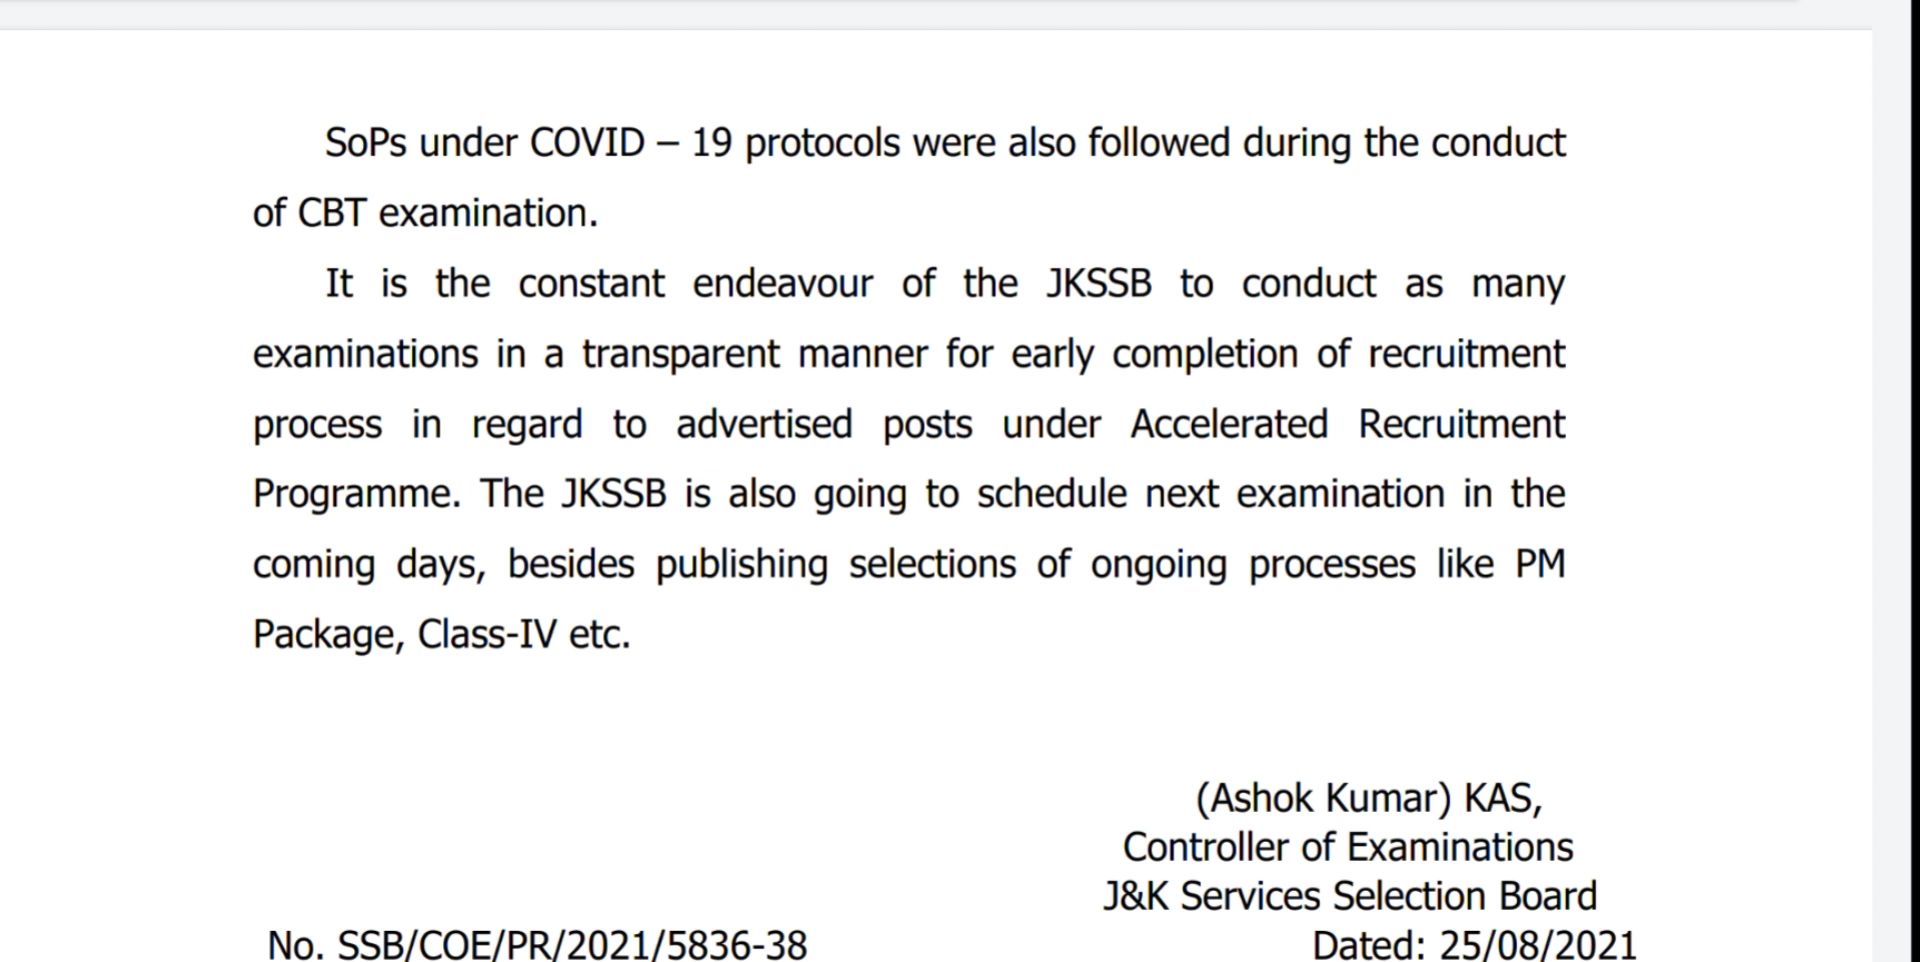 SoPs under COVID – 19 protocols were also followed during the conduct
of CBT examination.
It is the constant endeavour of the JKSSB to conduct as many
examinations in a transparent manner for early completion of recruitment
process in regard to advertised posts under Accelerated Recruitment
Programme. The JKSSB is also going to schedule next examination in the
coming days, besides publishing selections of ongoing processes like PM
Package, Class-IV etc.
(Ashok Kumar) KAS,
Controller of Examinations
J&K Services Selection Board
No. SSB/COE/PR/2021/5836-38 Dated: 25/08/2021